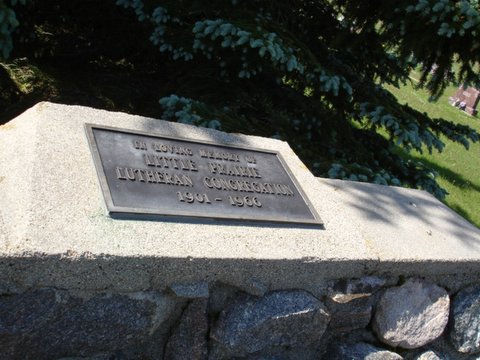 IN LOVING MEMORY OF
LITTLE PRAIRIE
LUTHERAN CONGREGATION
1901 - 1966